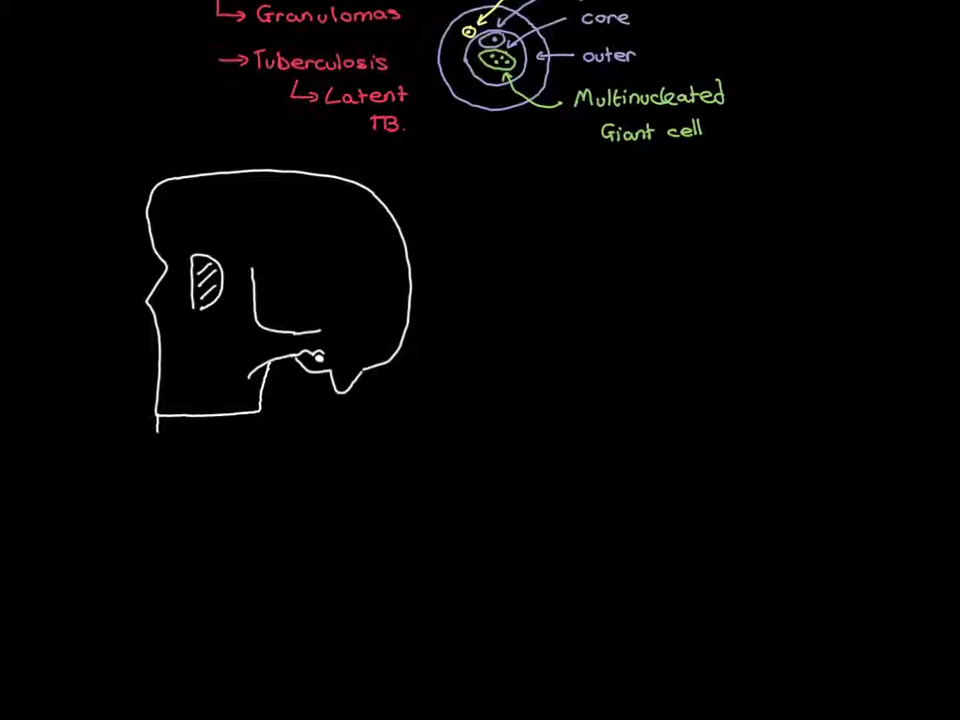 Granulomas
core
Tuberculosis
outer
Latent
TB.
Multinucleated
Giant cell